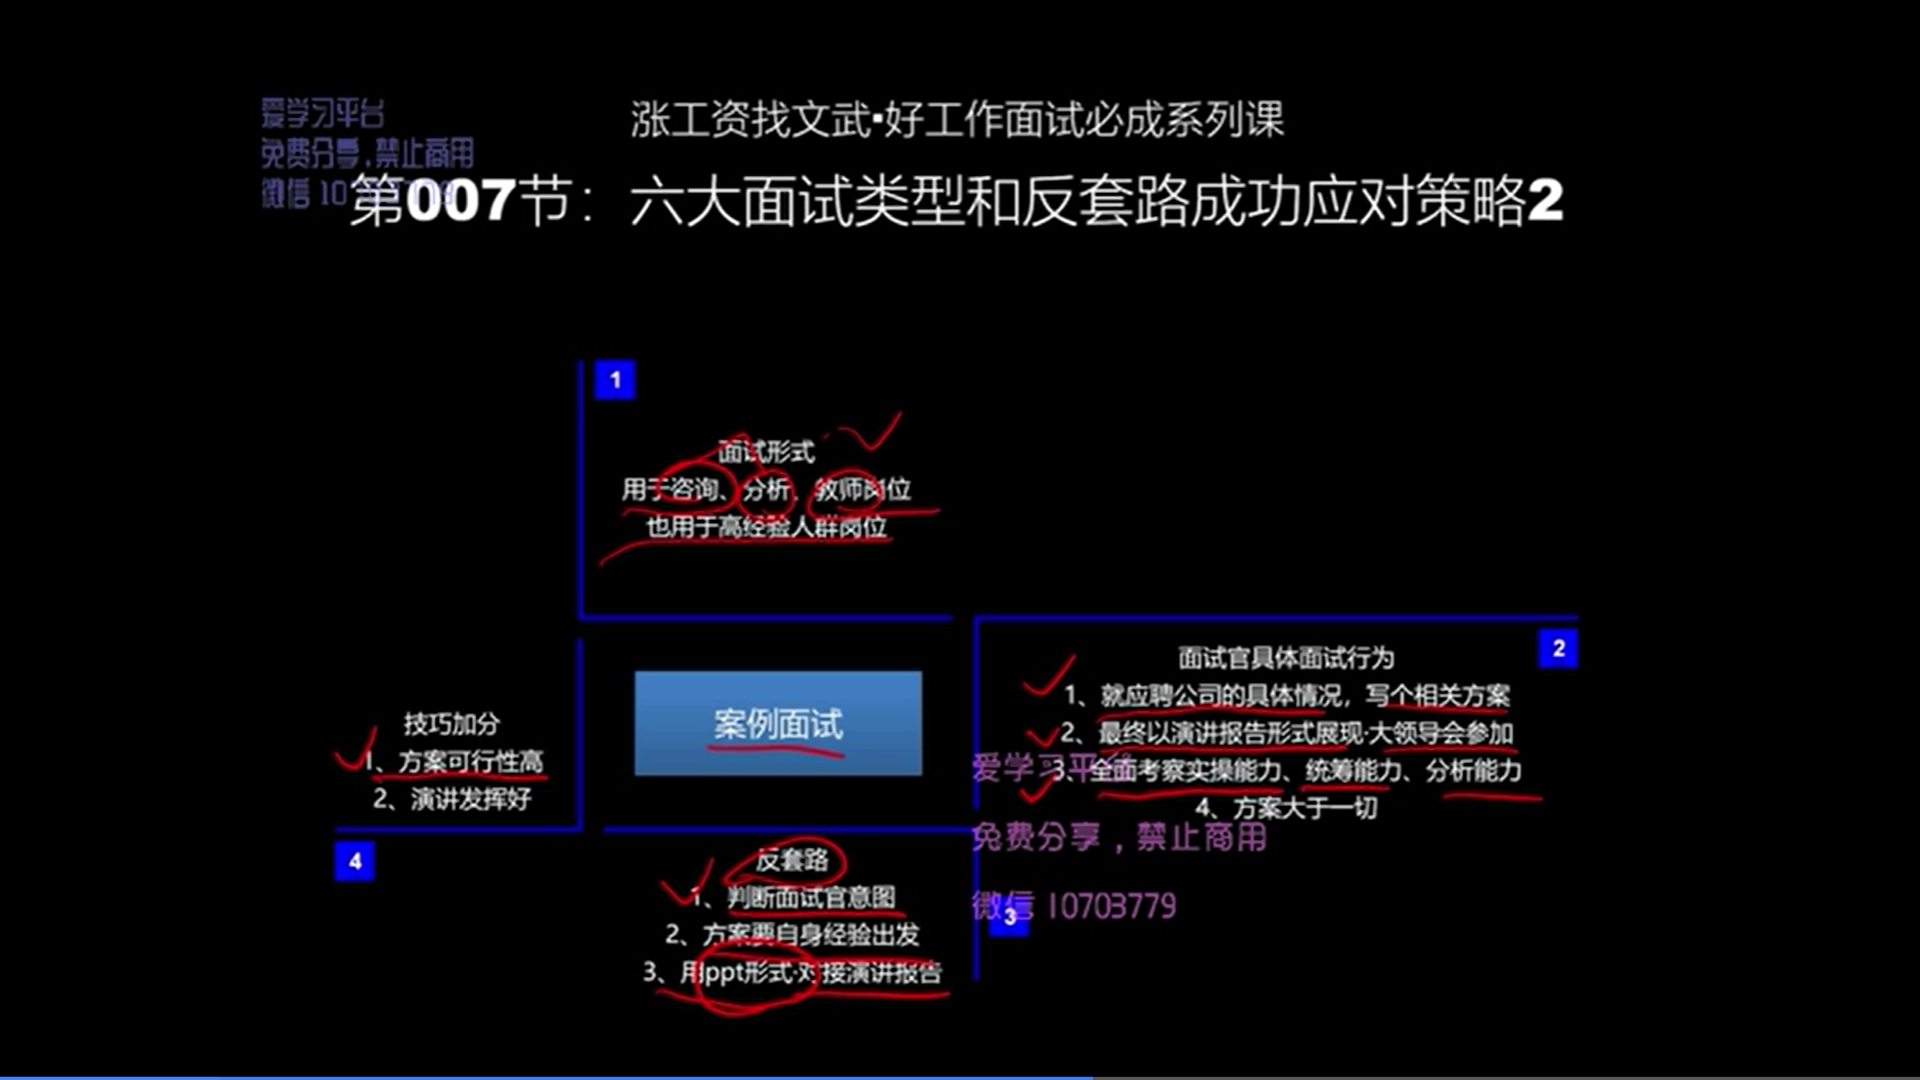 爱学习平台
免费分享,禁止商用
微信 10
涨工资找文武·好工作面试必成系列课
第007节：六大面试类型和反套路成功应对策略2
1
面试形式
用于咨询、分析、教师岗位
也用于高经验人群岗位
2
面试官具体面试行为
1、就应聘公司的具体情况，写个相关方案
2、最终以演讲报告形式展现·大领导会参加
3、全面考察实操能力、统筹能力、分析能力
4、方案大于一切
案例面试
技巧加分
1、方案可行性高
2、演讲发挥好
4
爱学习平台
免费分享，禁止商用
微信 10703779
3
反套路
1、判断面试官意图
2、方案要自身经验出发
3、用ppt形式·对接演讲报告